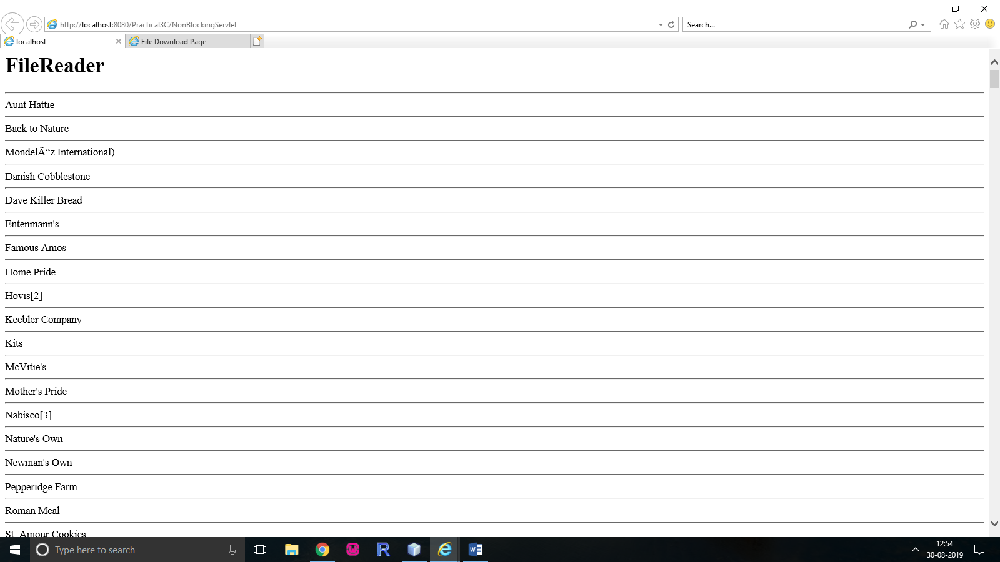 http://localhost:8080/Practical3C/NonBlockingServlet
Search...
localhost
File Download Page
FileReader
Aunt Hattie
Back to Nature
MondelÄ“z International)
Danish Cobblestone
Dave Killer Bread
Entenmann's
Famous Amos
Home Pride
Hovis[2]
Keebler Company
Kits
McVitie's
Mother's Pride
Nabisco[3]
Nature's Own
Newman's Own
Pepperidge Farm
Roman Meal
St. Amour Cookies
Type here to search
12:54
30-08-2019